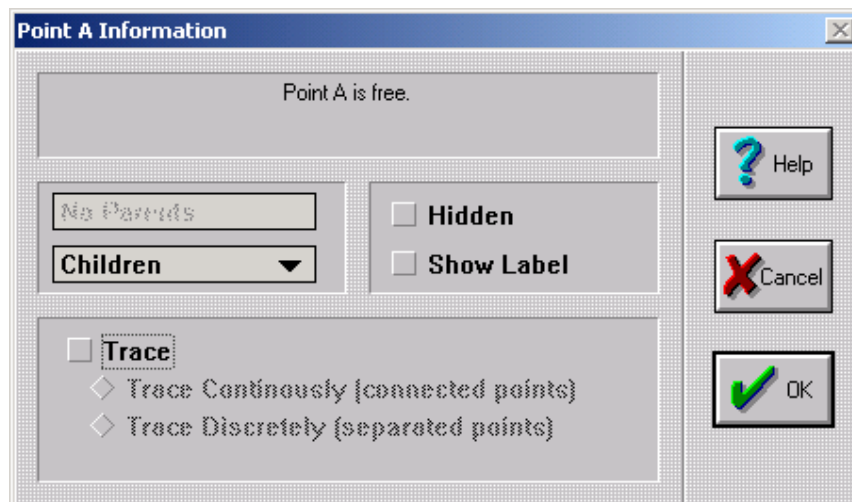 Point A Information
Point A is free.
No Parents
Children
Hidden
Show Label
Trace
Trace Continously (connected points)
Trace Discretely (separated points)
Help
Cancel
OK